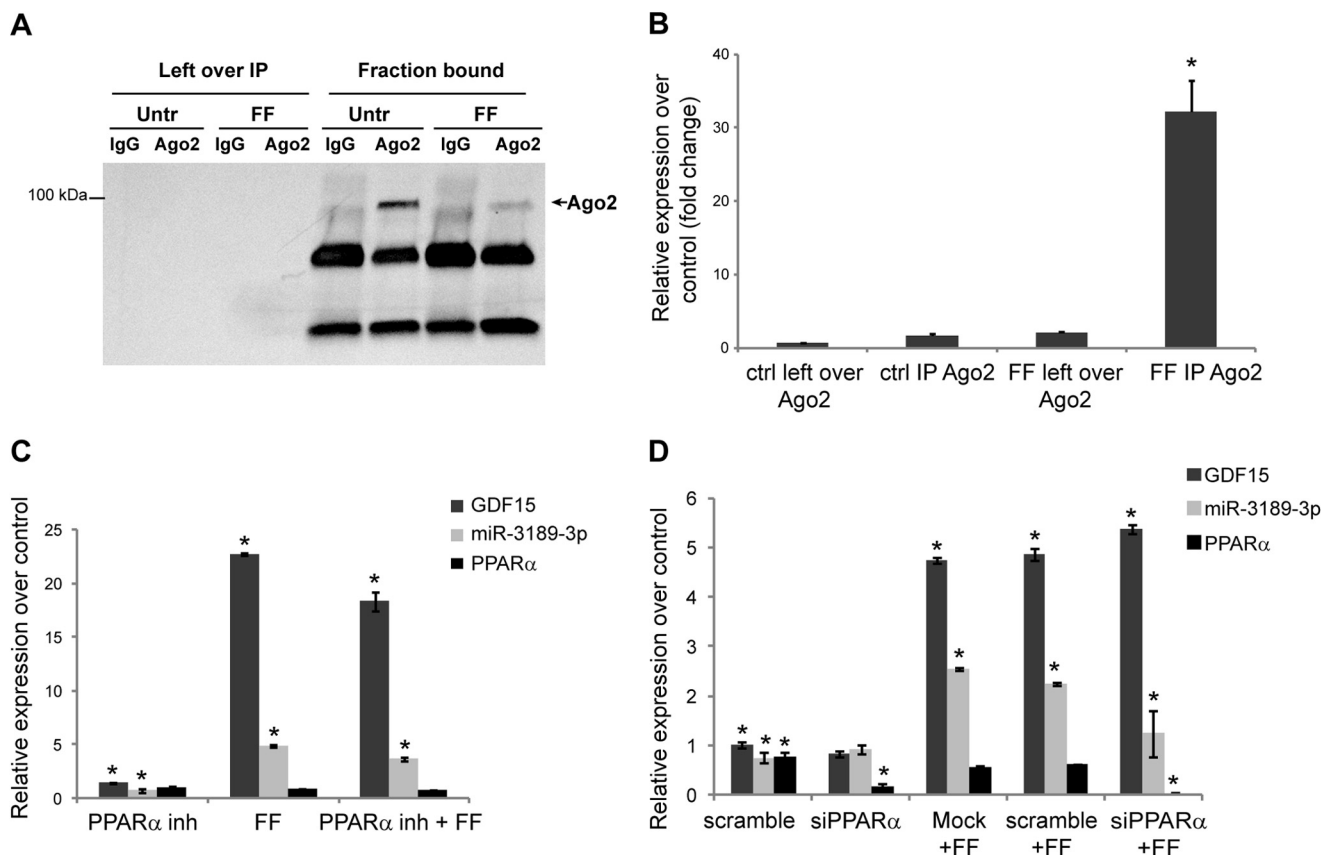 A
Left over IP Fraction bound
Untr FF Untr FF
IgG Ago2 IgG Ago2 IgG Ago2 IgG Ago2
100 kDa
←Ago2
B
Relative expression over
control (fold change)
40
30
20
10
0
*
ctrl left over
Ago2
ctrl IP Ago2
FF left over
Ago2
FF IP Ago2
C
Relative expression over control
25
20
15
10
5
0
GDF15
miR-3189-3p
PPARα
* *
* *
* *
PPARα inh
FF
PPARα inh + FF
D
Relative expression over control
6
5
4
3
2
1
0
GDF15
miR-3189-3p
PPARα
* * *
*
* *
* *
* * *
scramble
siPPARα
Mock
+FF
scramble
+FF
siPPARα
+FF